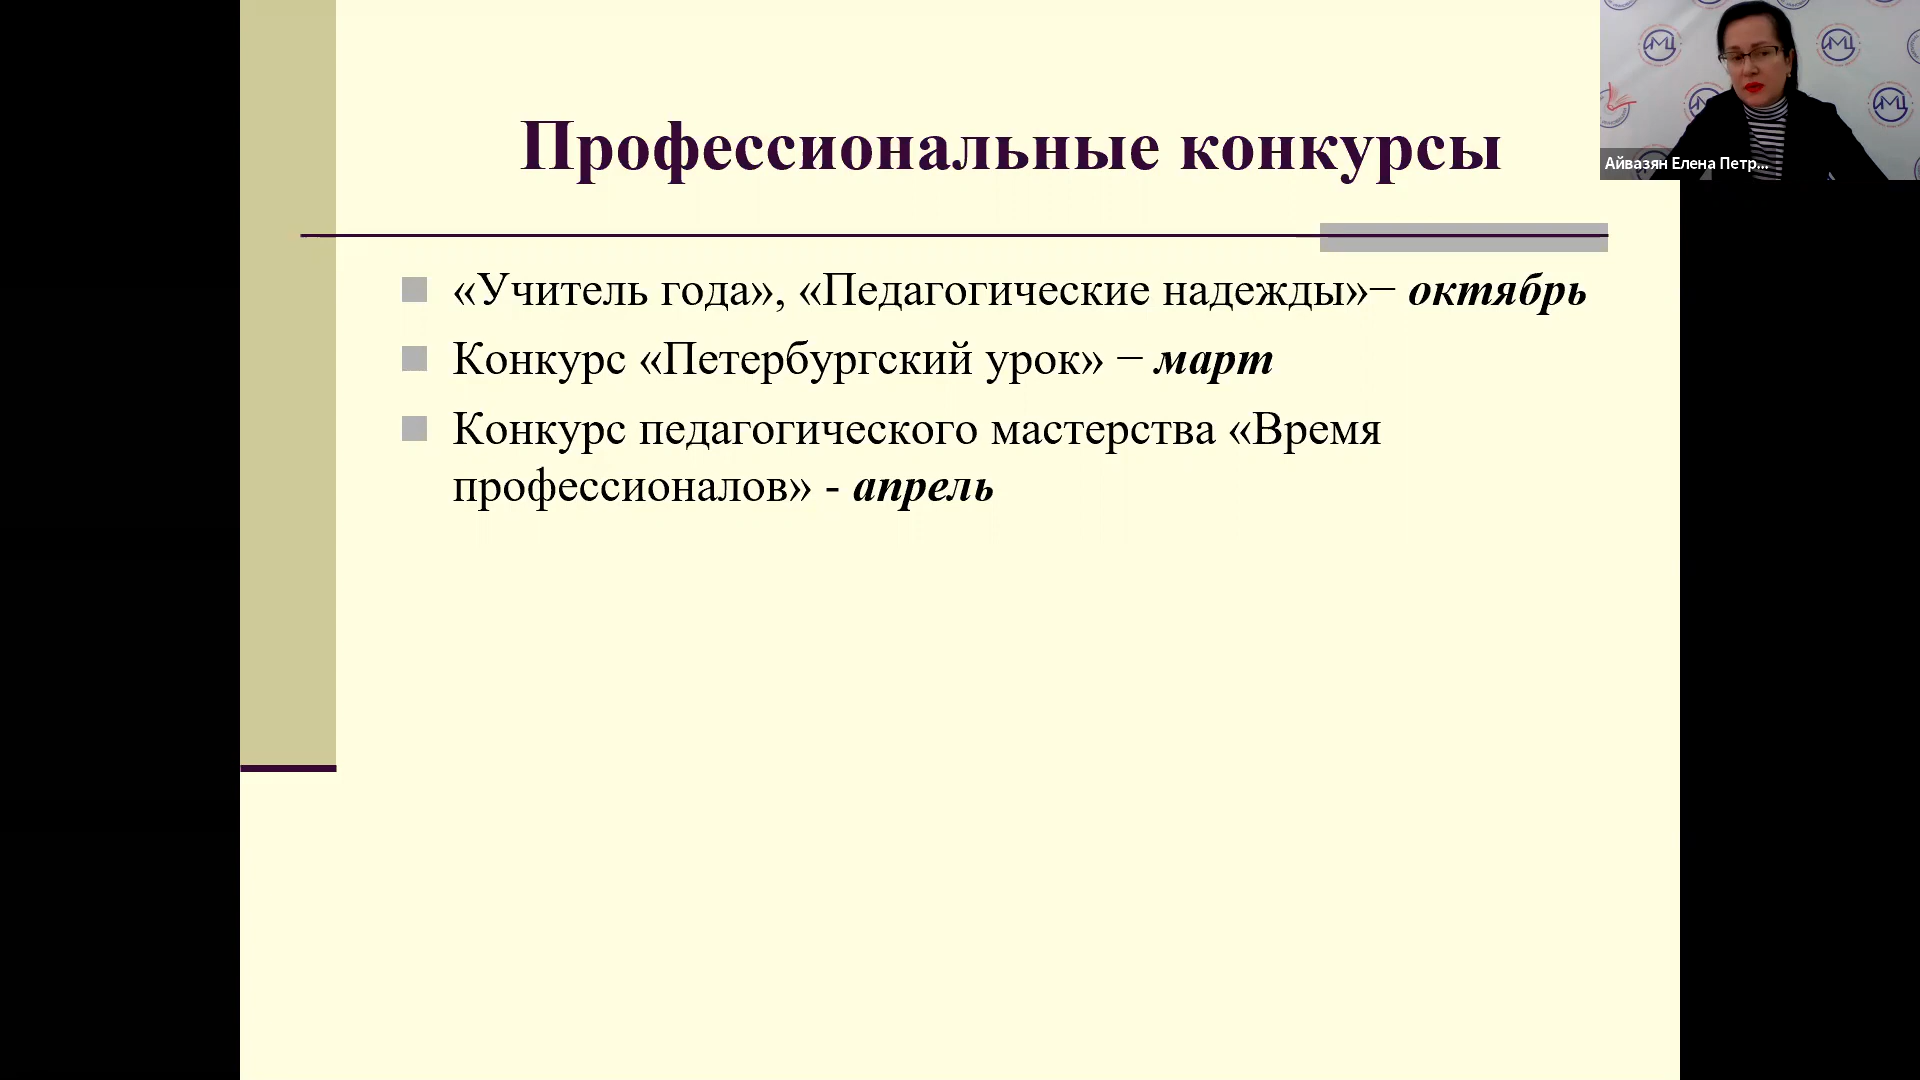 Профессиональные конкурсы
«Учитель года», «Педагогические надежды»− октябрь
Конкурс «Петербургский урок» − март
Конкурс педагогического мастерства «Время
профессионалов» - апрель
Айвазян Елена Петр...